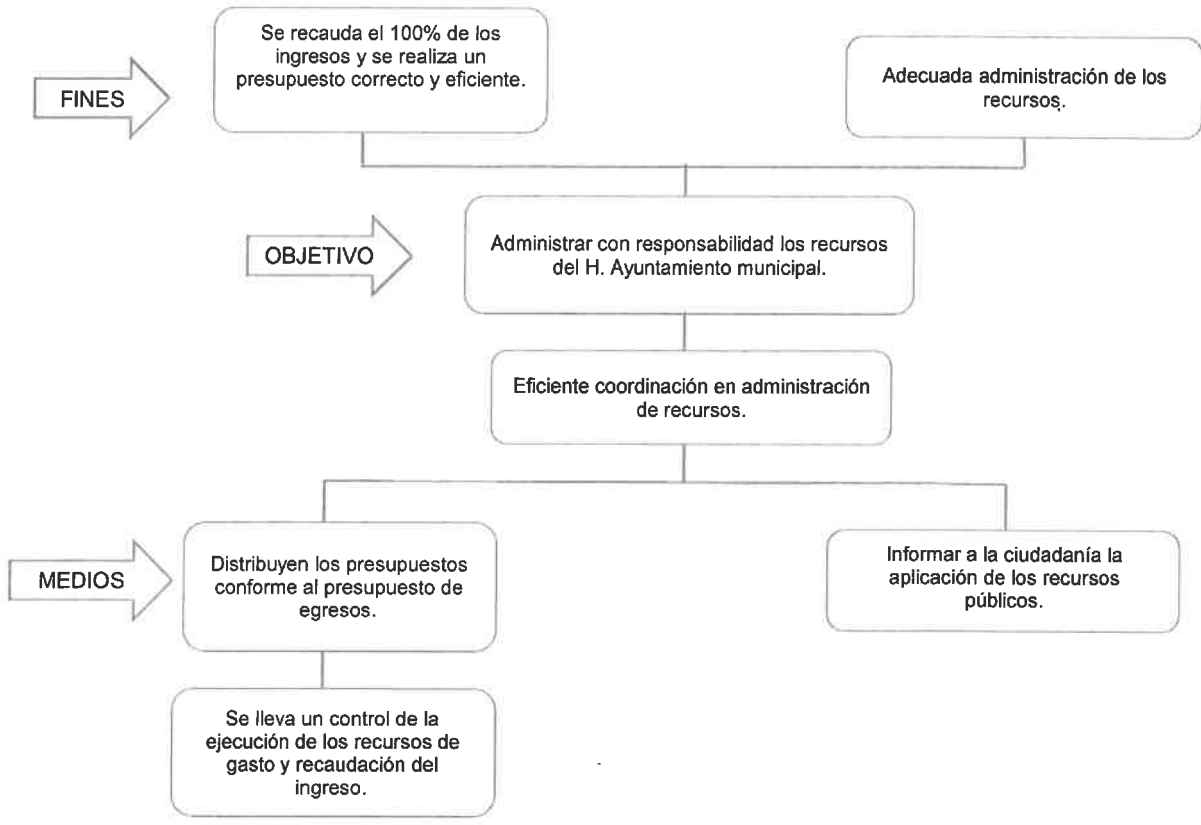 Se recauda el 100% de los
ingresos y se realiza un
presupuesto correcto y eficiente.
FINES
Adecuada administración de los
recursos.
OBJETIVO
Administrar con responsabilidad los recursos
del H. Ayuntamiento municipal.
Eficiente coordinación en administración
de recursos.
MEDIOS
Distribuyen los presupuestos
conforme al presupuesto de
egresos.
Informar a la ciudadanía la
aplicación de los recursos
públicos.
Se lleva un control de la
ejecución de los recursos de
gasto y recaudación del
ingreso.